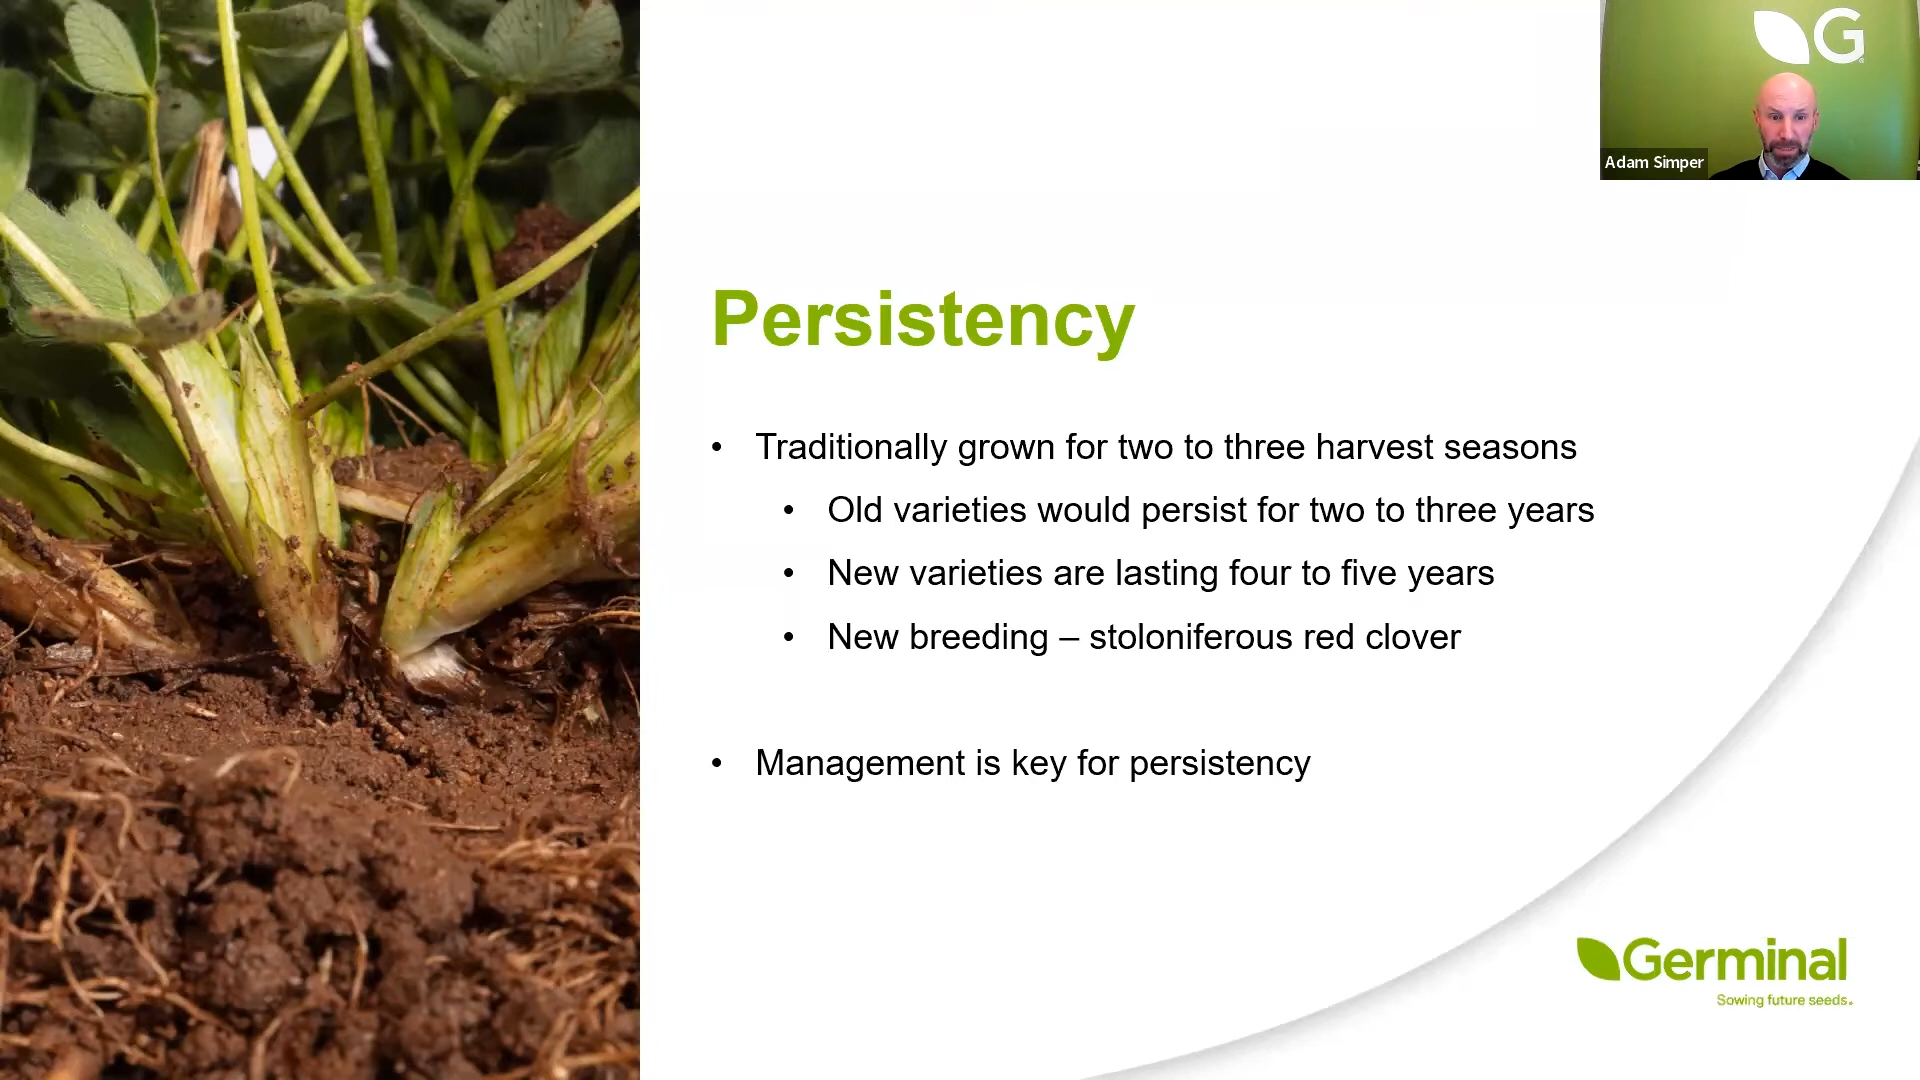 G
Adam Simper
Persistency
• Traditionally grown for two to three harvest seasons
• Old varieties would persist for two to three years
• New varieties are lasting four to five years
• New breeding – stoloniferous red clover
• Management is key for persistency
Germinal
Sowing future seeds.